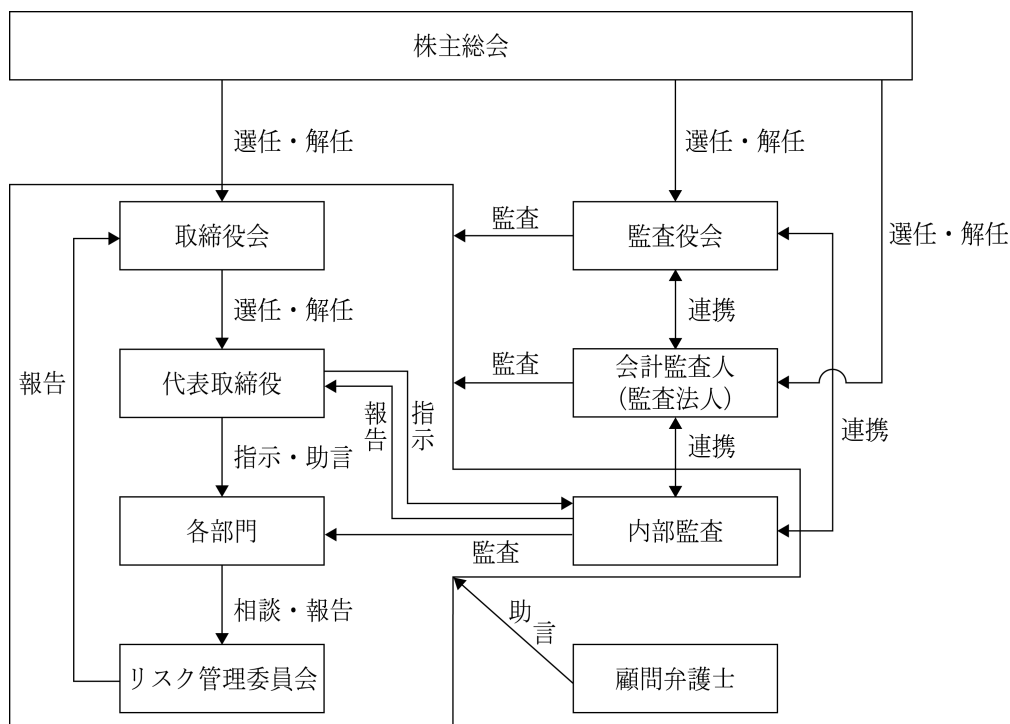 株主総会
選任・解任
選任・解任
選任・解任
取締役会
監査
監査役会
選任・解任
連携
報告
代表取締役
監査
会計監査人
(監査法人)
報告
指示
連携
指示・助言
連携
各部門
内部監査
監査
相談・報告
助言
リスク管理委員会
顧問弁護士